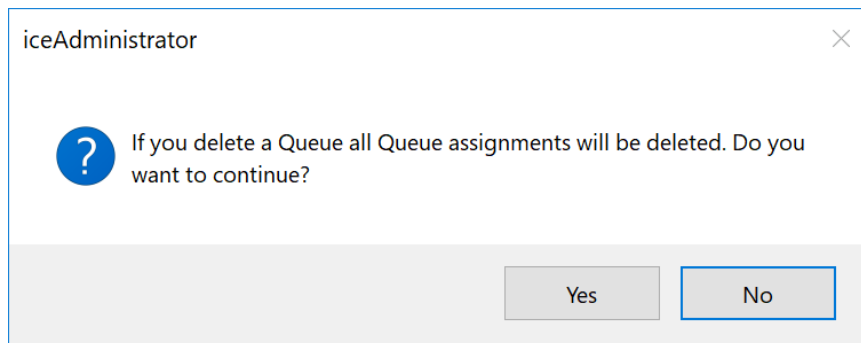 iceAdministrator
If you delete a Queue all Queue assignments will be deleted. Do you
want to continue?
Yes
No